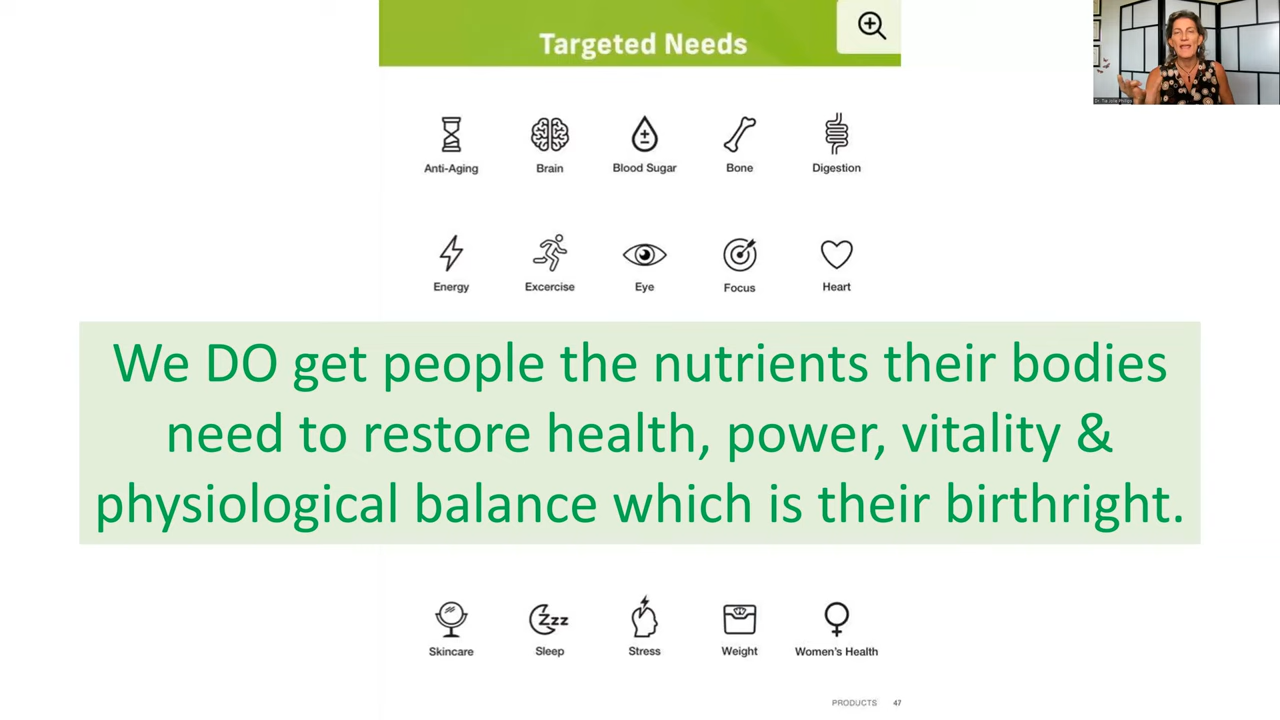 Targeted Needs
Anti-Aging Brain Blood Sugar Bone Digestion
Energy Excercise Eye Focus Heart
We DO get people the nutrients their bodies
need to restore health, power, vitality &
physiological balance which is their birthright.
Zzz
Skincare Sleep Stress Weight Women's Health
PRODUCTS 47